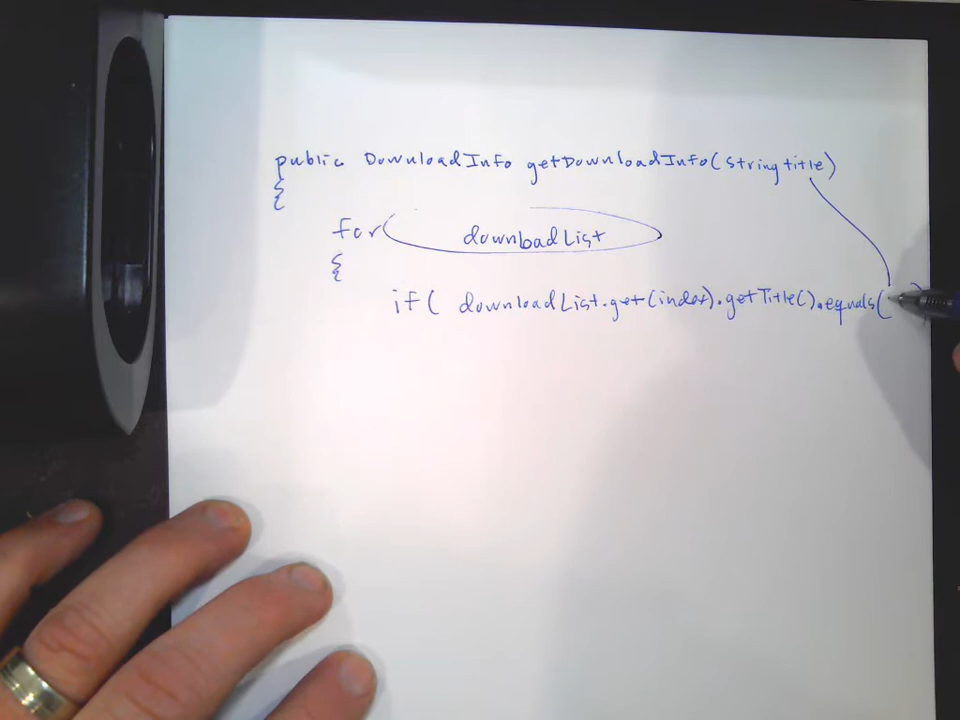 public DownloadInfo getDownloadInfo(String title)
{
for( downloadList
{
if( downloadList.get(index).getTitle().equals( )